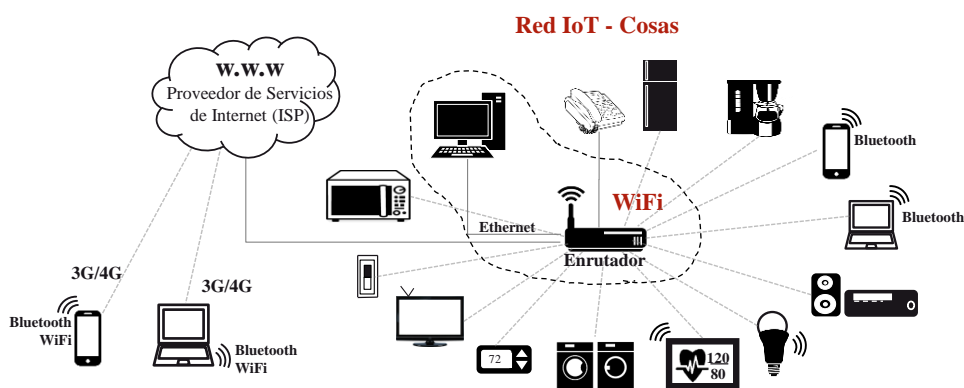 Red IoT - Cosas
w.w.w
Proveedor de Servicios
de Internet (ISP)
Bluetooth
WiFi
Bluetooth
Ethernet
Enrutador
3G/4G
3G/4G
Bluetooth
WiFi
Bluetooth
WiFi
72
120
80